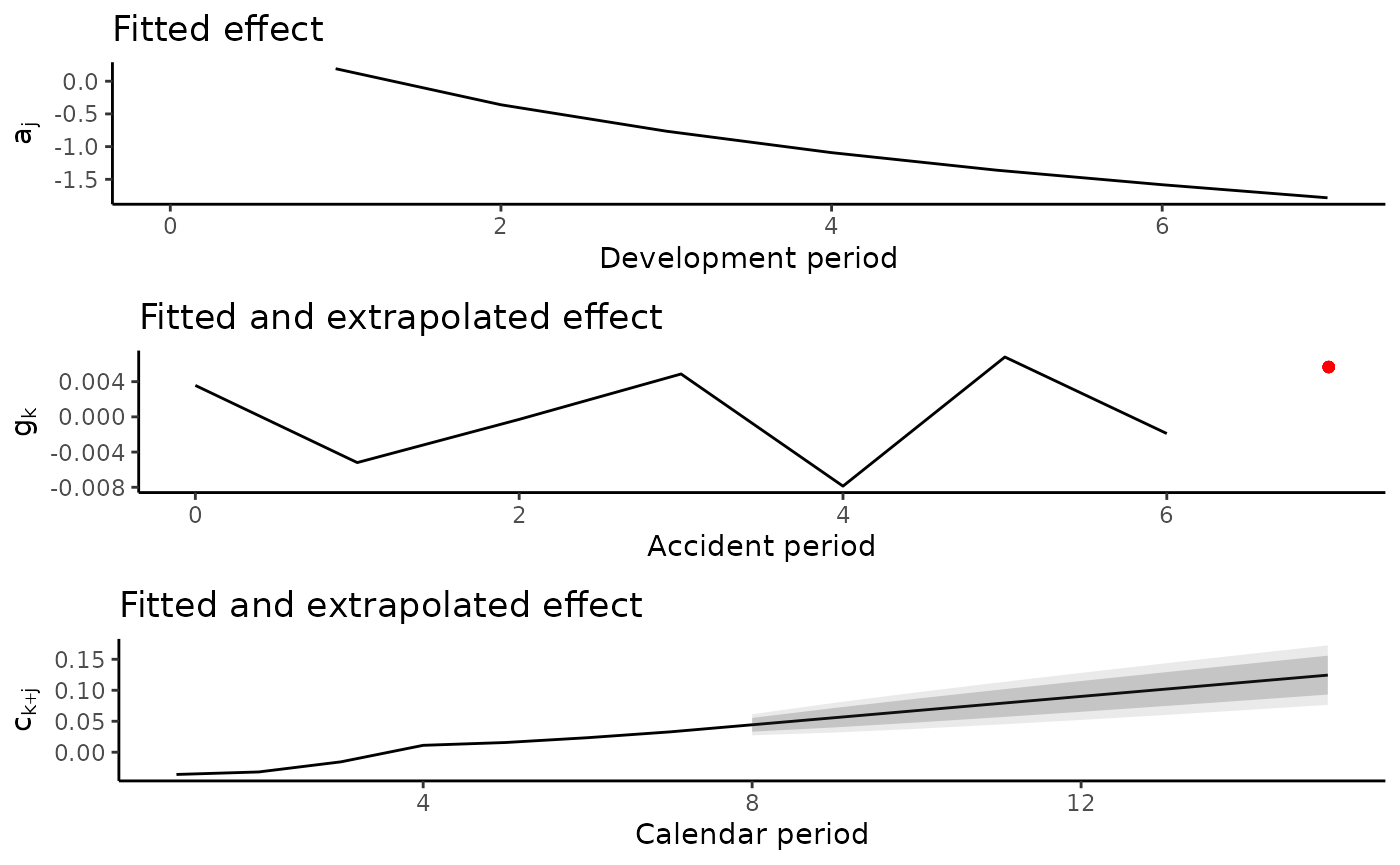 Fitted effect
0.0
-0.5
-1.0
-1.5
aj
0 2 4 6
Development period
Fitted and extrapolated effect
0.004
0.000
-0.004
-0.008
gk
0 2 4 6
Accident period
Fitted and extrapolated effect
0.15
0.10
0.05
0.00
ck+j
4 8 12
Calendar period